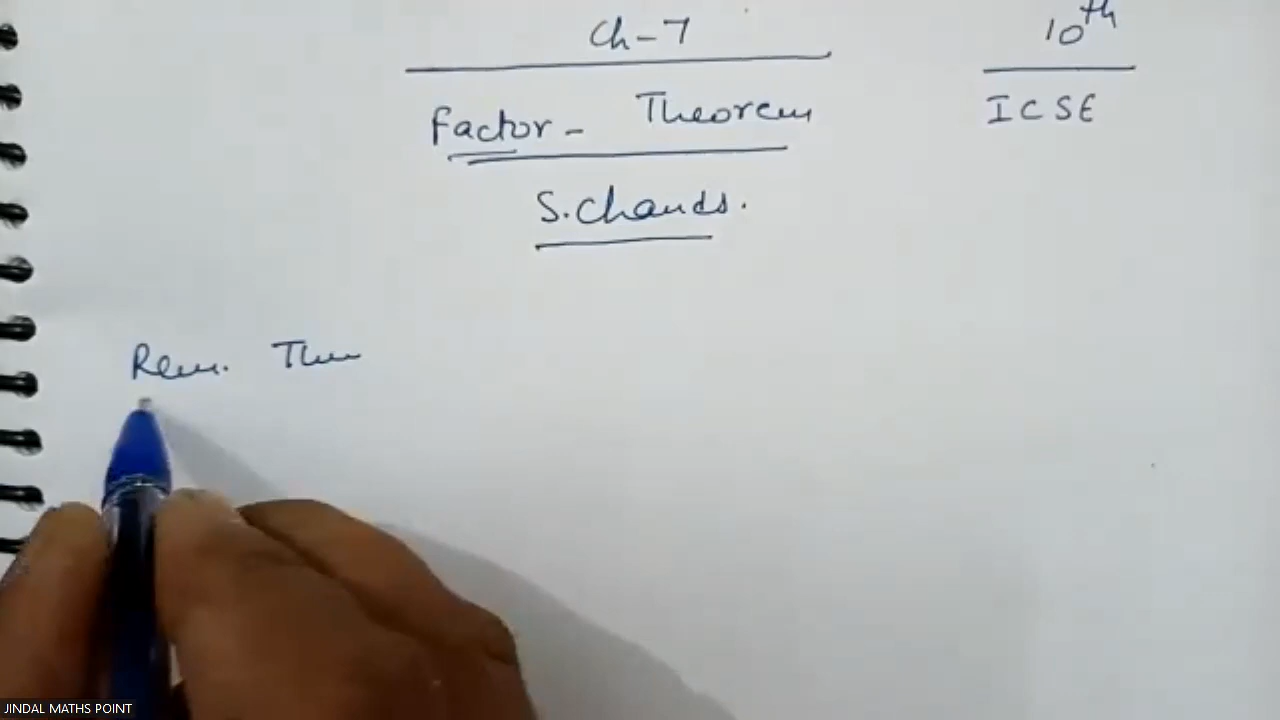 Ch-7
10th
Factor - Theorem
ICSE
S.Chands.
Rem. Thm
JINDAL MATHS POINT